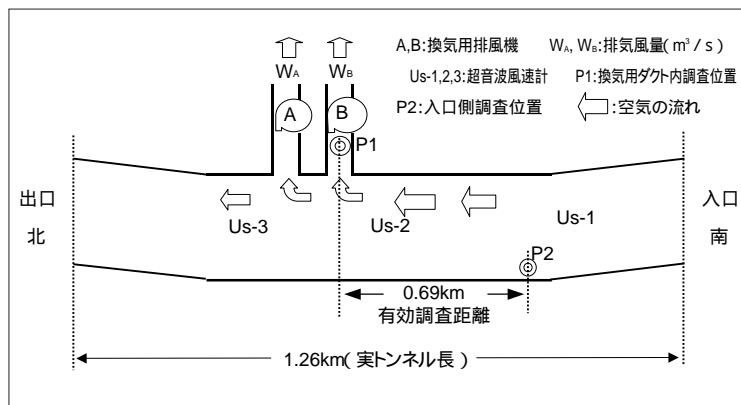 A,B:換気用排風機 WA, WB:排気風量(m³/s)
WA WB
Us-1,2,3:超音波風速計 P1:換気用ダクト内調査位置
A B
P2:入口側調査位置 :空気の流れ
P1
出口
北
入口
南
Us-3 Us-2 Us-1
P2
0.69km
有効調査距離
1.26km(実トンネル長)